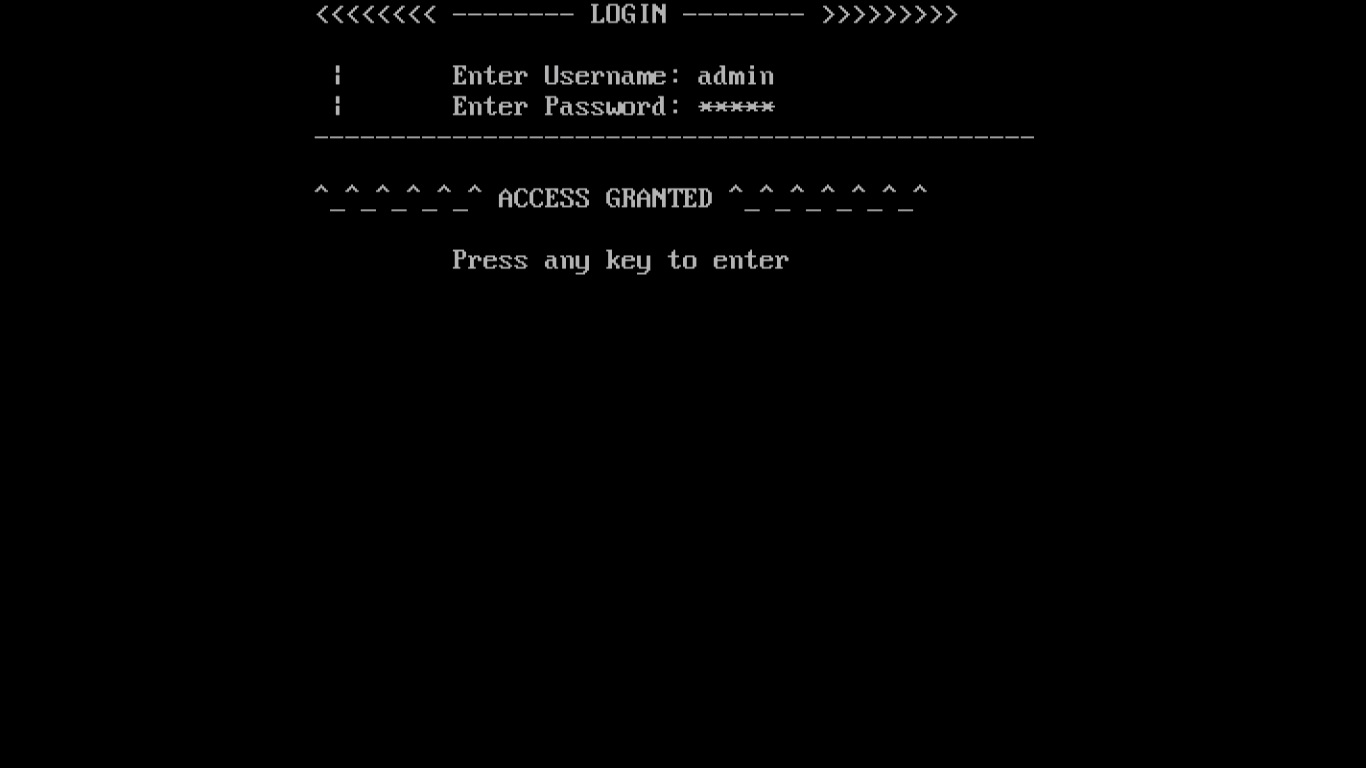 <<<<<<<< -------- LOGIN -------- >>>>>>>>>
¦ Enter Username: admin
¦ Enter Password: *****
-----------------------------------------------
^_^_^_^_^_^ ACCESS GRANTED ^_^_^_^_^_^_^
Press any key to enter